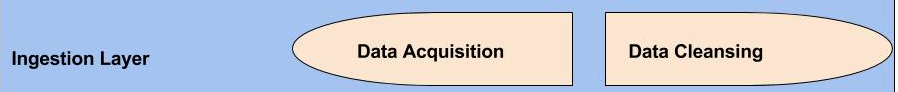 Ingestion Layer
Data Acquisition
Data Cleansing